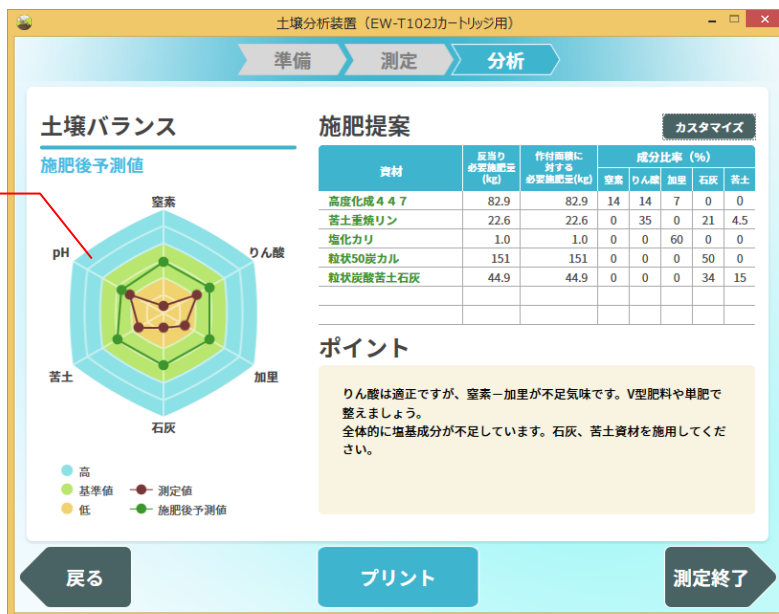 土壌分析装置（EW-T102Jカートリッジ用）
準備
測定
分析
土壌バランス
施肥後予測値
窒素
りん酸
加里
石灰
苦土
pH
高
基準値
低
測定値
施肥後予測値
施肥提案
カスタマイズ
資材 反当り必要施肥量(kg) 作付面積に対する必要施肥量(kg) 成分比率（%）
窒素 りん酸 加里 石灰 苦土
高度化成４４７ 82.9 82.9 14 14 7 0 0
苦土重焼リン 22.6 22.6 0 35 0 21 4.5
塩化カリ 1.0 1.0 0 0 60 0 0
粒状50炭カル 151 151 0 0 0 50 0
粒状炭酸苦土石灰 44.9 44.9 0 0 0 34 15
ポイント
りん酸は適正ですが、窒素－加里が不足気味です。V型肥料や単肥で
整えましょう。
全体的に塩基成分が不足しています。石灰、苦土資材を施用してくだ
さい。
戻る
プリント
測定終了